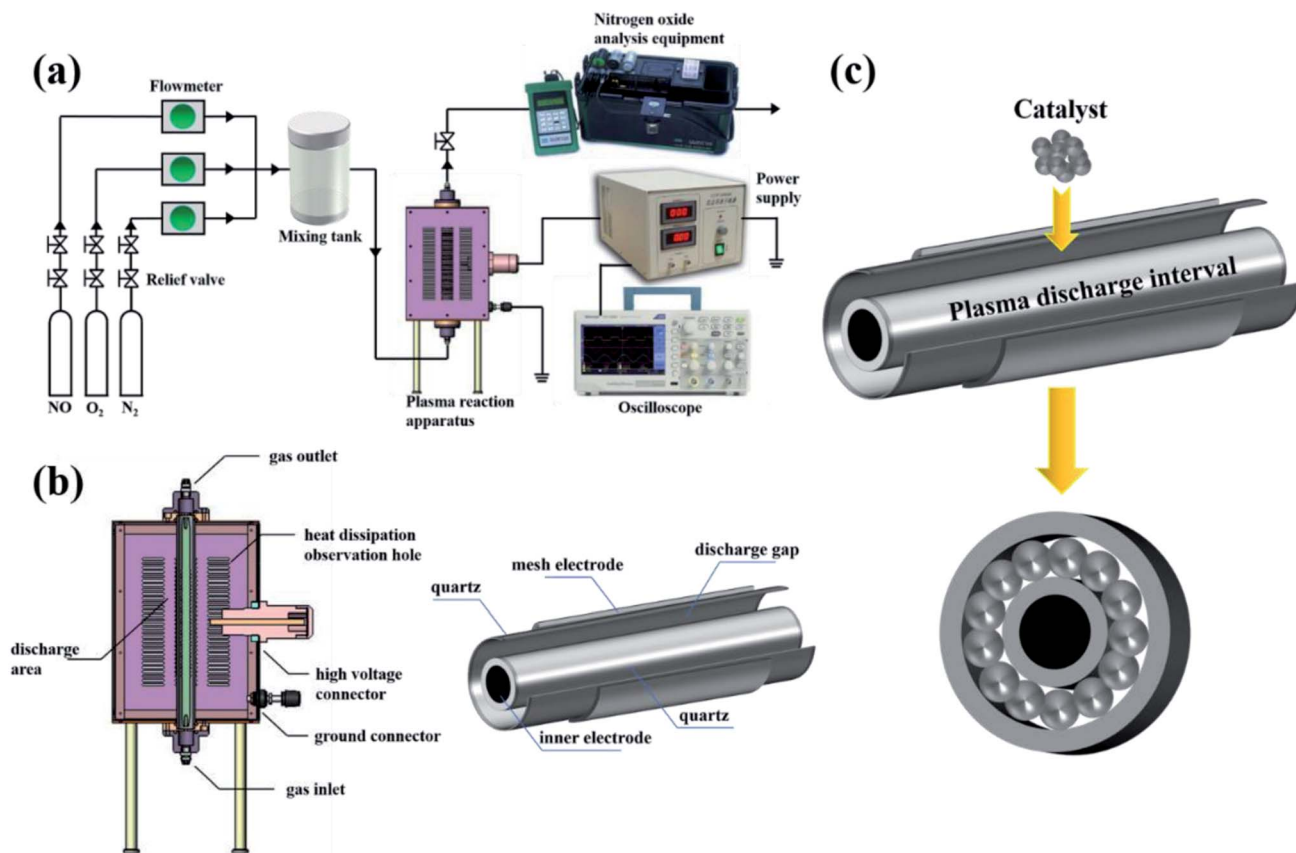 (a)
Nitrogen oxide
analysis equipment
Flowmeter
Mixing tank
Power
supply
Relief valve
NO O₂ N₂
Plasma reaction
apparatus
Oscilloscope
(b)
gas outlet
heat dissipation
observation hole
discharge
area
high voltage
connector
ground connector
gas inlet
mesh electrode
discharge gap
quartz
quartz
inner electrode
(c)
Catalyst
Plasma discharge interval